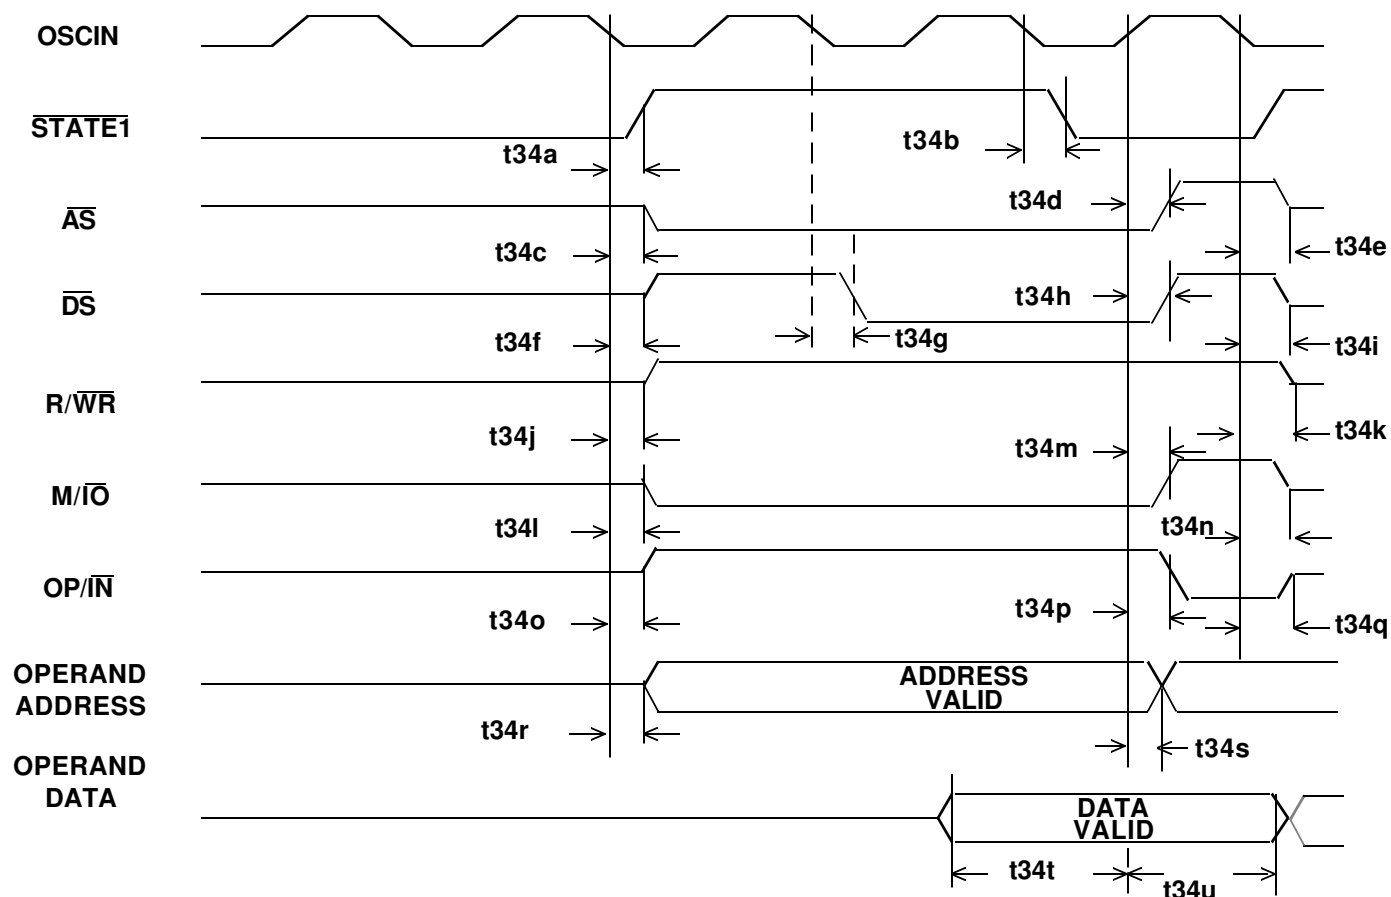 OSCIN
STATE1
t34a
t34b
AS
t34d
t34c
t34e
DS
t34h
t34f
t34g
t34i
R/WR
t34j
t34m
t34k
M/IO
t34l
t34n
OP/IN
t34o
t34p
t34q
OPERAND
ADDRESS
ADDRESS
VALID
t34r
t34s
OPERAND
DATA
DATA
VALID
t34t
t34u